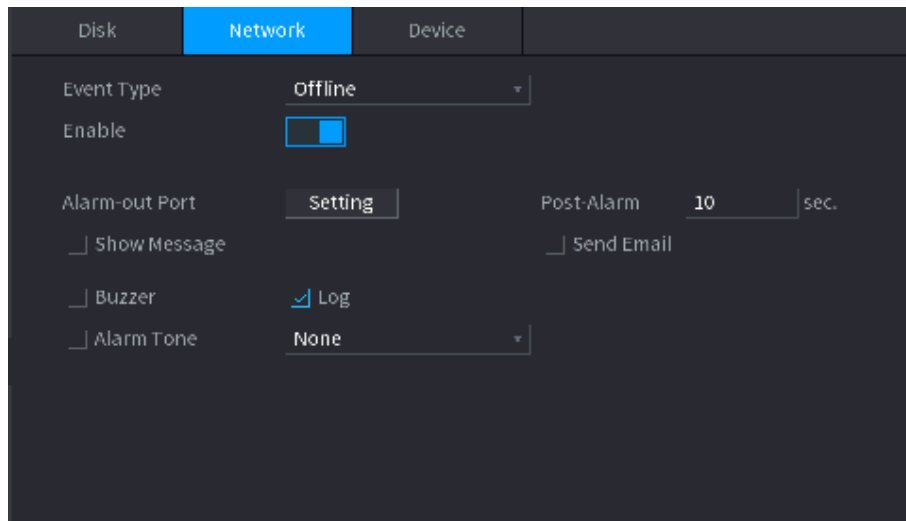 Disk Network Device
Event Type Offline
Enable
Alarm-out Port Setting Post-Alarm 10 sec.
Show Message Send Email
Buzzer Log
Alarm Tone None